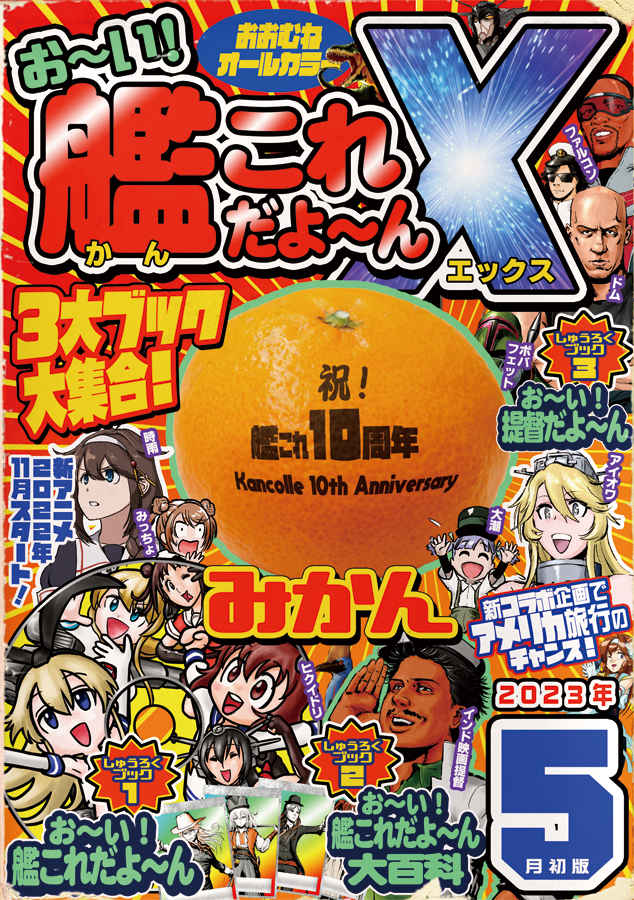 お〜い!
おおむね
オールカラー
艦これ
かん
だよ〜ん
X
エックス
ファルコン
ドム
ボバ
フェット
3大ブック
大集合!
祝!
艦これ10周年
Kancolle 10th Anniversary
しゅうろく
ブック
3
お〜い!
提督だよ〜ん
時雨
新アニメ
2022年
11月スタート!
みっちょ
大潮
アイオワ
みかん
新コラボ企画で
アメリカ旅行の
チャンス!
ヒクイトリ
インド映画提督
2023年
5
月初版
しゅうろく
ブック
1
お〜い!
艦これだよ〜ん
しゅうろく
ブック
2
お〜い!
艦これだよ〜ん
大百科